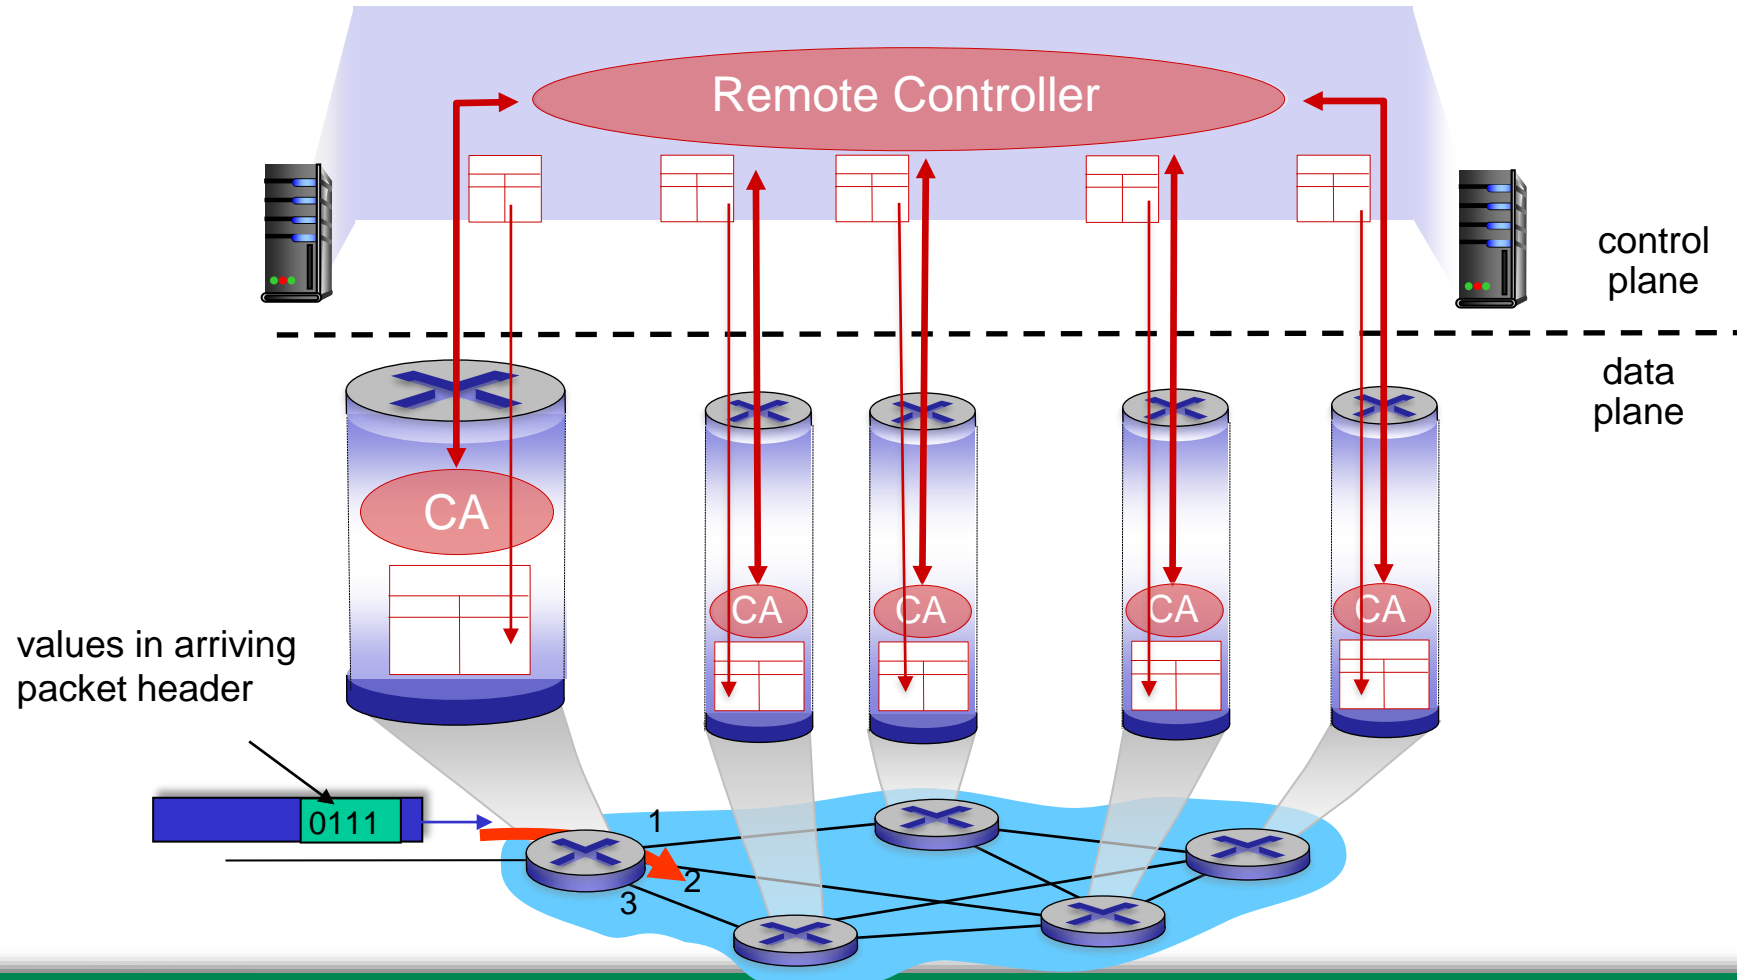 Remote Controller
control
plane
data
plane
CA
CA
CA
CA
CA
values in arriving
packet header
0111
1
2
3